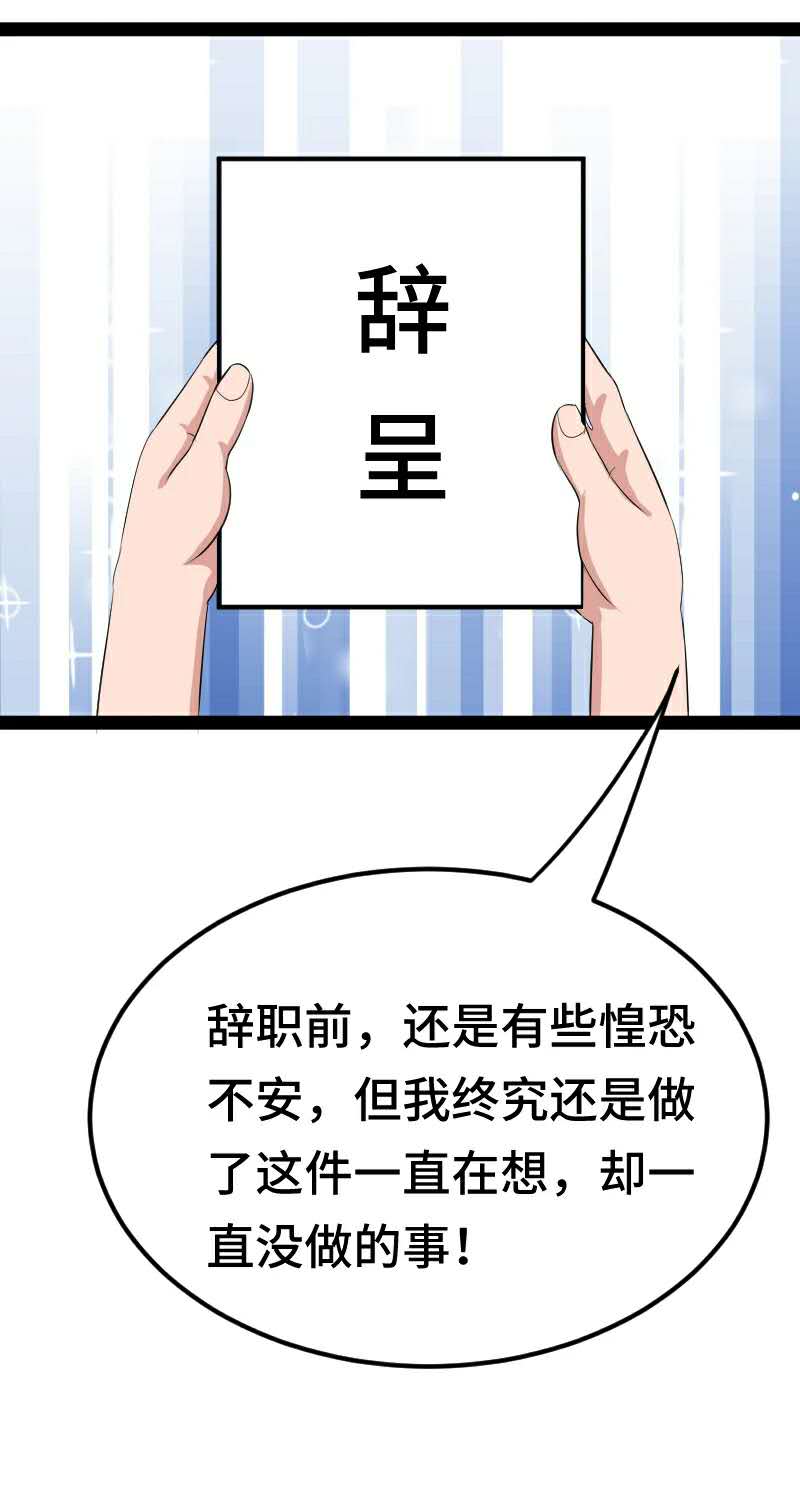 辞
呈
辞职前，还是有些惶恐
不安，但我终究还是做
了这件一直在想，却一
直没做的事！